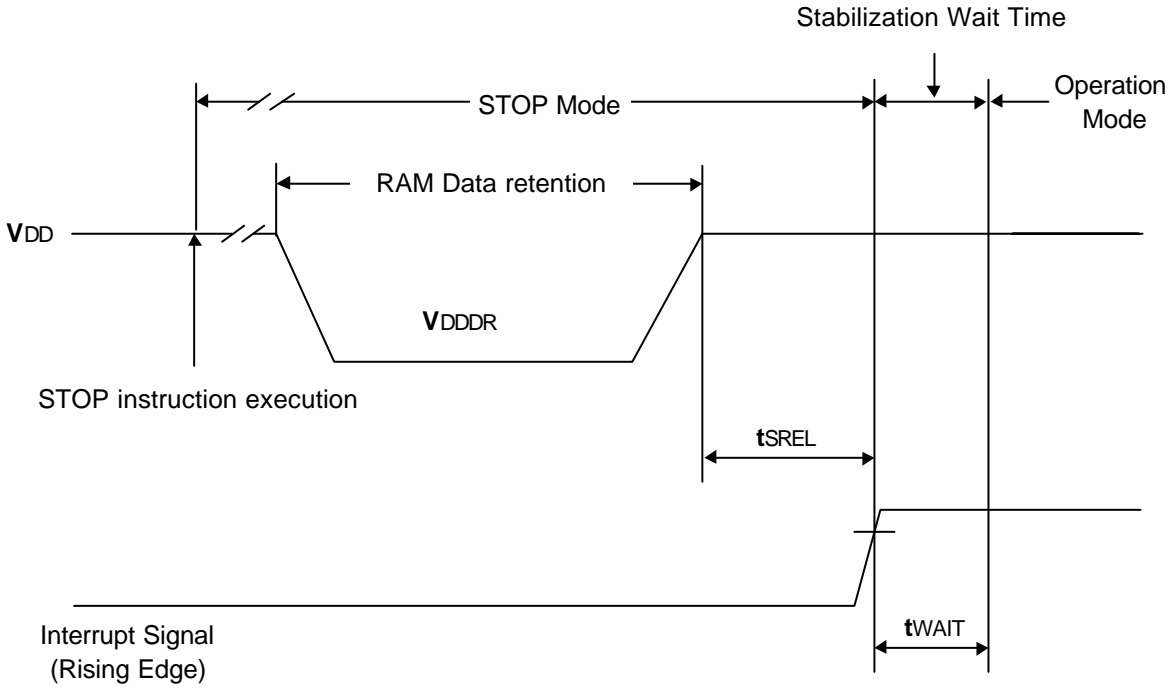 Stabilization Wait Time
STOP Mode
Operation
Mode
RAM Data retention
VDD
VDDDR
STOP instruction execution
tSREL
Interrupt Signal
(Rising Edge)
tWAIT